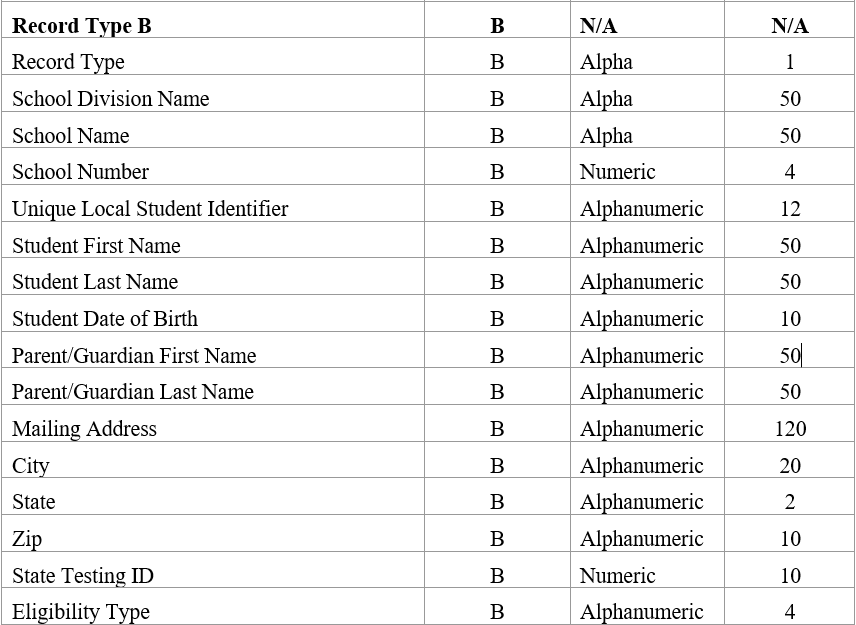 Record Type B B N/A N/A
Record Type B Alpha 1
School Division Name B Alpha 50
School Name B Alpha 50
School Number B Numeric 4
Unique Local Student Identifier B Alphanumeric 12
Student First Name B Alphanumeric 50
Student Last Name B Alphanumeric 50
Student Date of Birth B Alphanumeric 10
Parent/Guardian First Name B Alphanumeric 50
Parent/Guardian Last Name B Alphanumeric 50
Mailing Address B Alphanumeric 120
City B Alphanumeric 20
State B Alphanumeric 2
Zip B Alphanumeric 10
State Testing ID B Numeric 10
Eligibility Type B Alphanumeric 4